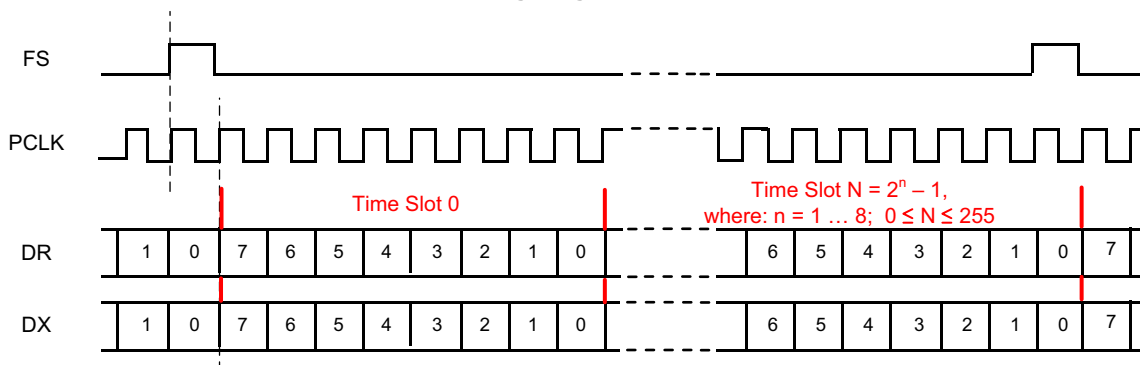 FS
PCLK
Time Slot 0
Time Slot N = 2ⁿ – 1,
where: n = 1 … 8; 0 ≤ N ≤ 255
DR 1 0 7 6 5 4 3 2 1 0 6 5 4 3 2 1 0 7
DX 1 0 7 6 5 4 3 2 1 0 6 5 4 3 2 1 0 7